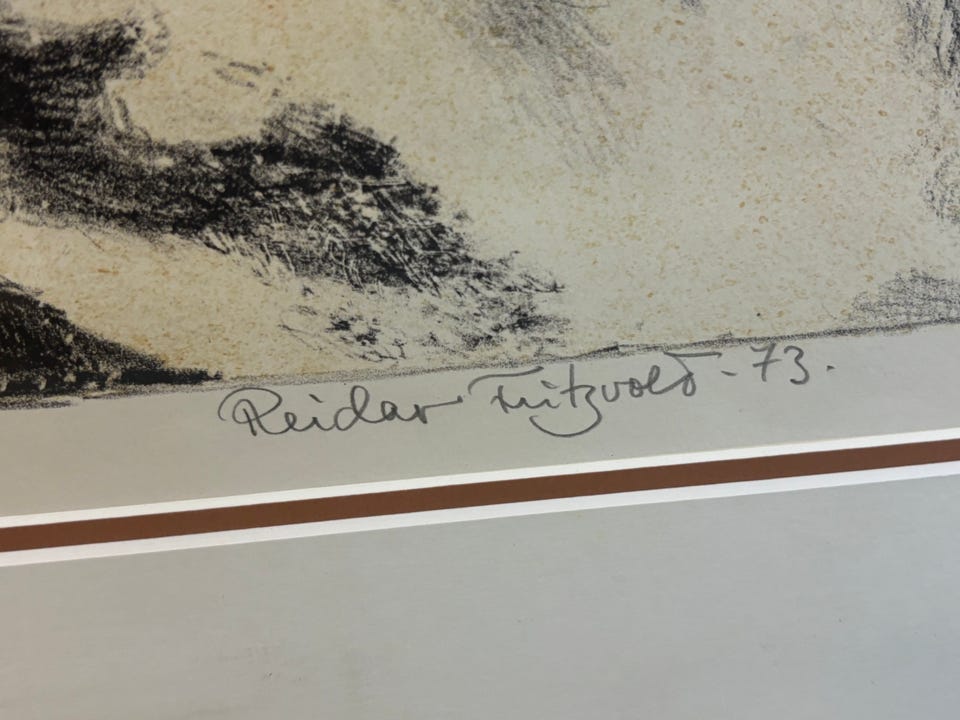 Reidar Fritzvold - 73.